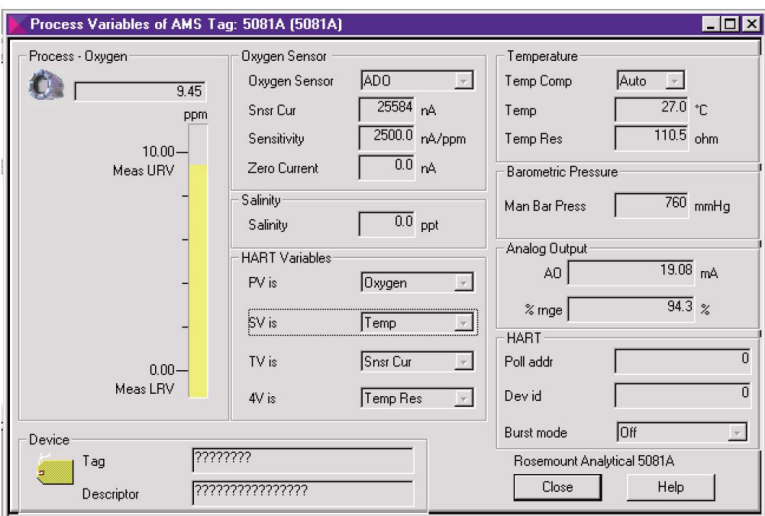 Process Variables of AMS Tag: 5081A (5081A)
Process - Oxygen
9.45
ppm
10.00
Meas URV
0.00
Meas LRV
Oxygen Sensor
Oxygen Sensor ADO
Snsr Cur 25584 nA
Sensitivity 2500.0 nA/ppm
Zero Current 0.0 nA
Salinity
Salinity 0.0 ppt
HART Variables
PV is Oxygen
SV is Temp
TV is Snsr Cur
4V is Temp Res
Temperature
Temp Comp Auto
Temp 27.0 °C
Temp Res 110.5 ohm
Barometric Pressure
Man Bar Press 760 mmHg
Analog Output
AO 19.08 mA
% rnge 94.3 %
HART
Poll addr 0
Dev id 0
Burst mode Off
Device
Tag ????????
Descriptor ????????????????
Rosemount Analytical 5081A
Close Help